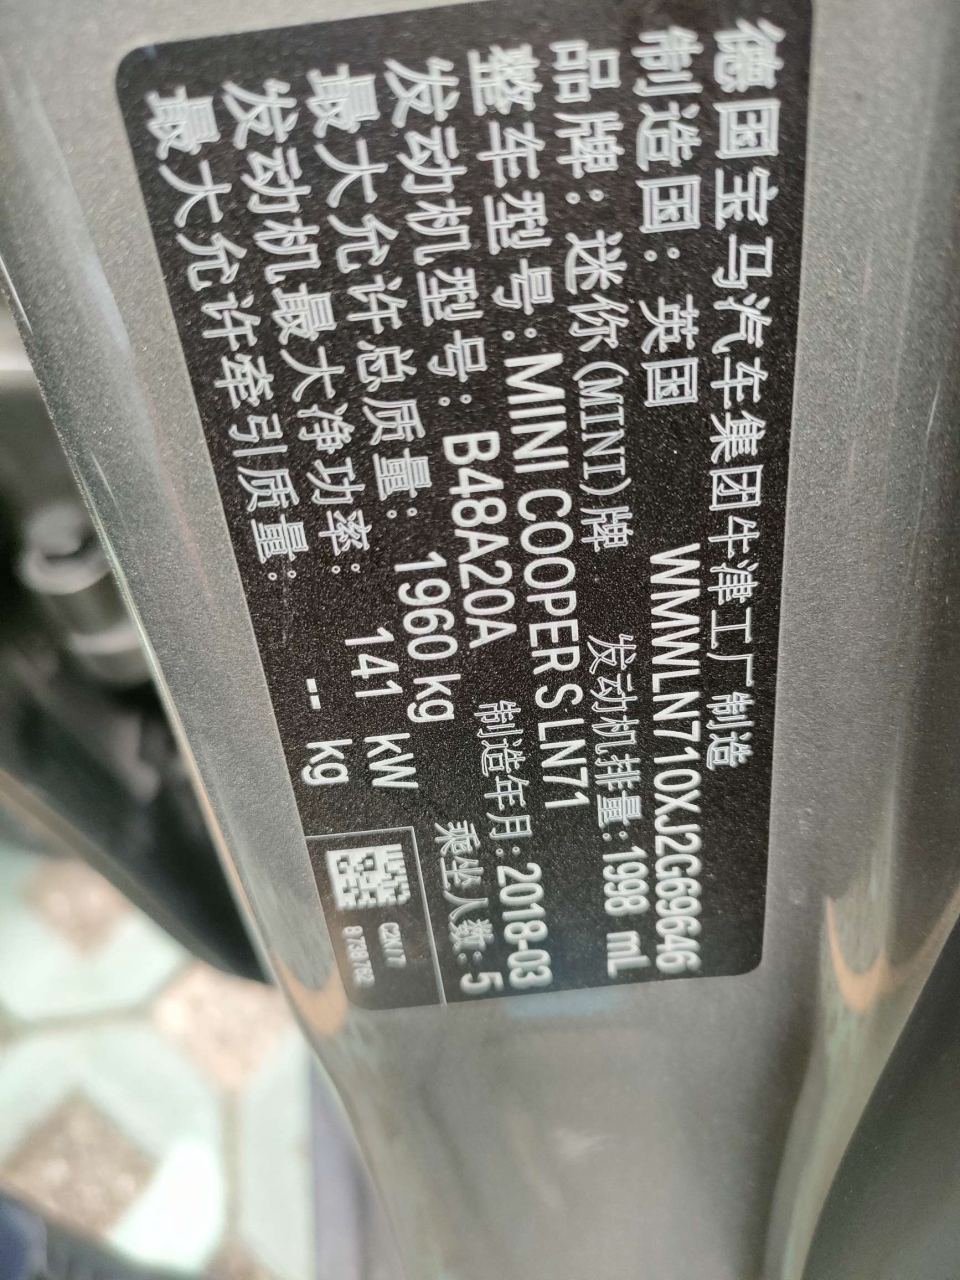 德国宝马汽车集团牛津工厂制造
制造国：英国 WMWLN710XJ2G69646
品牌：迷你(MINI)牌 发动机排量:1998 mL
整车型号：MINI COOPER S LN71
发动机型号：B48A20A 制造年月:2018-03
最大允许总质量： 1960 kg 乘坐人数: 5
发动机最大净功率： 141 kW
最大允许牵引质量： -- kg